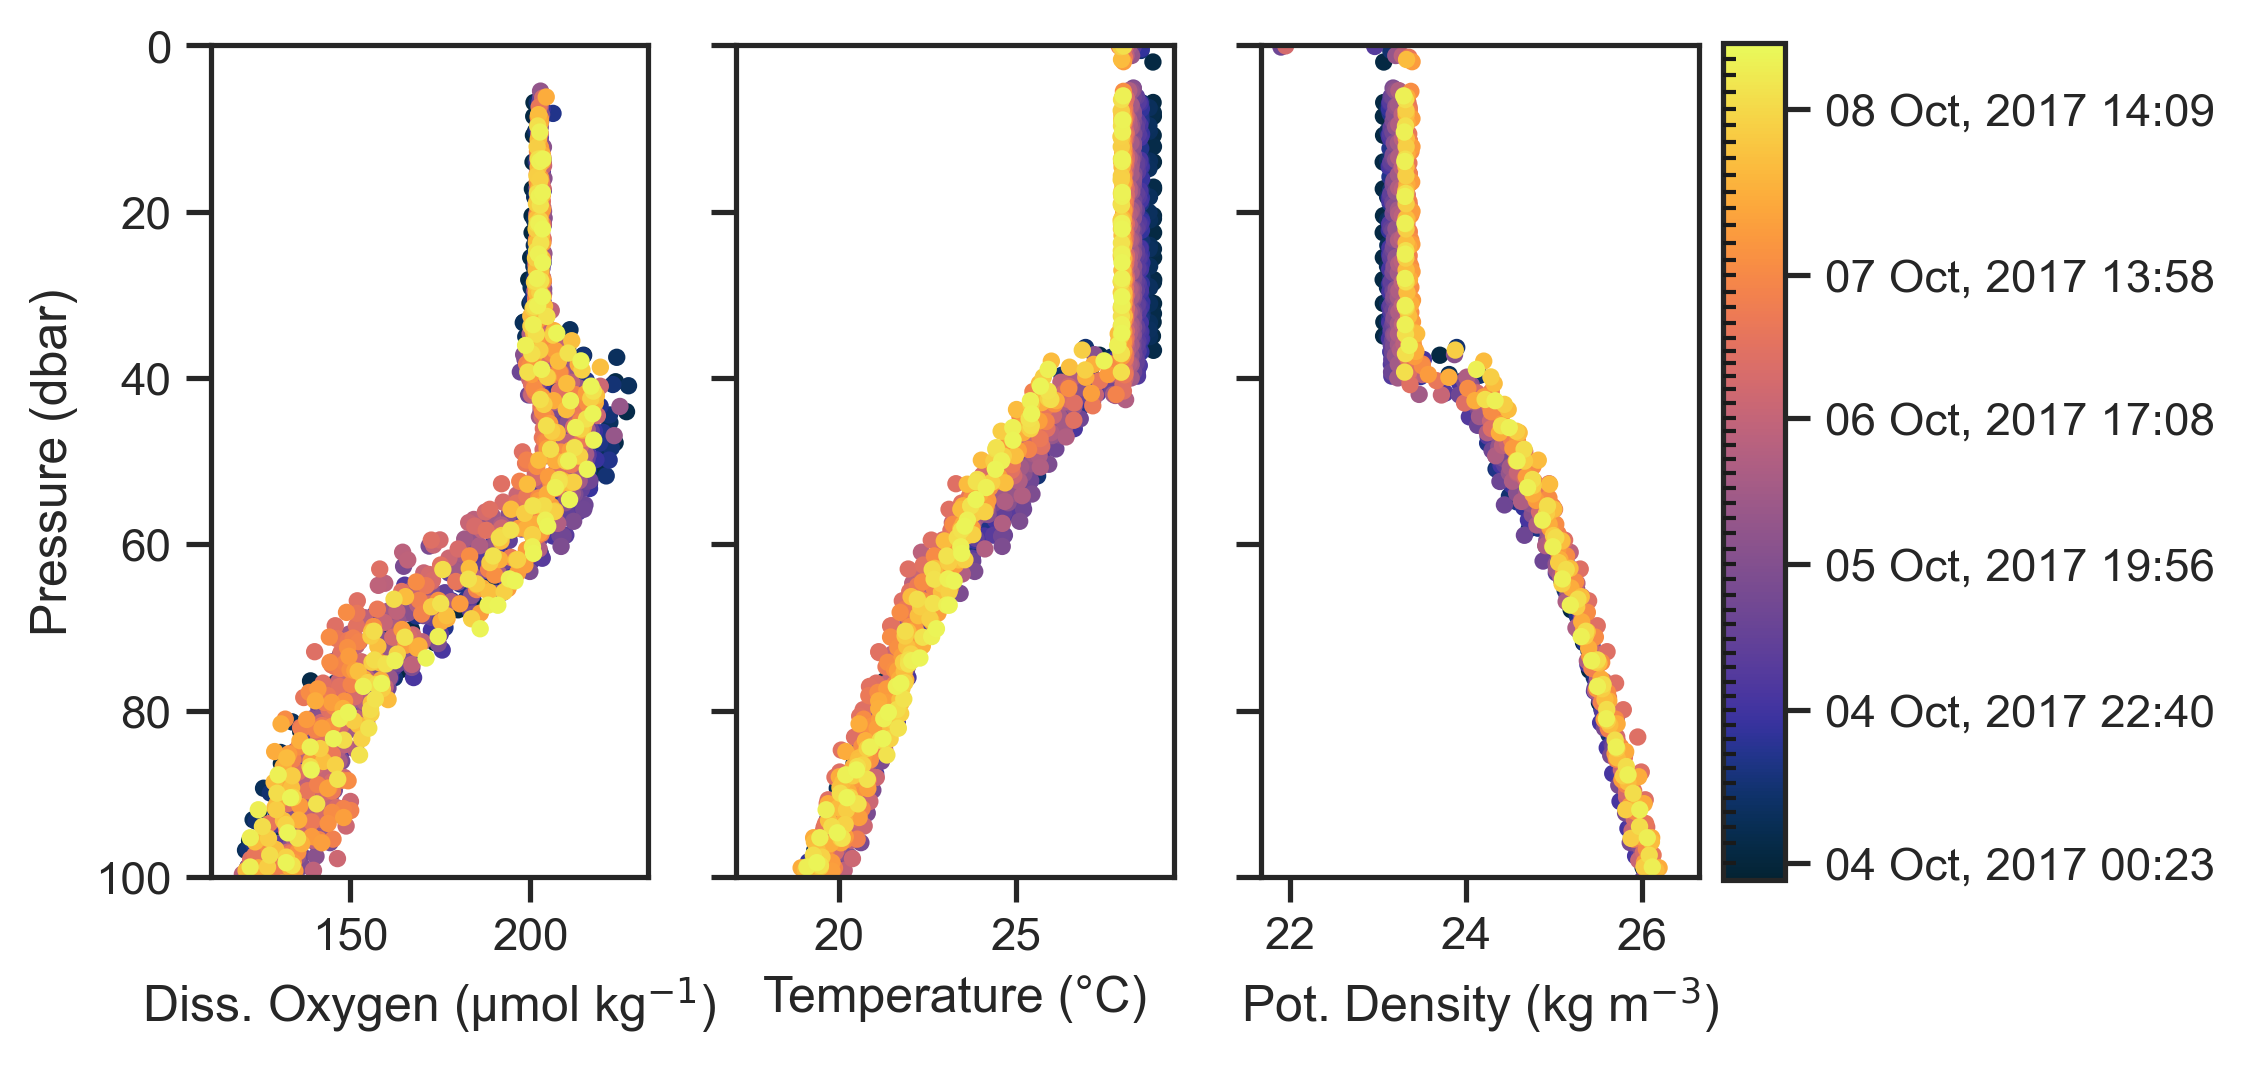 0
20
40
60
80
100
Pressure (dbar)
150 200
20 25
22 24 26
Diss. Oxygen (µmol kg⁻¹)
Temperature (°C)
Pot. Density (kg m⁻³)
08 Oct, 2017 14:09
07 Oct, 2017 13:58
06 Oct, 2017 17:08
05 Oct, 2017 19:56
04 Oct, 2017 22:40
04 Oct, 2017 00:23